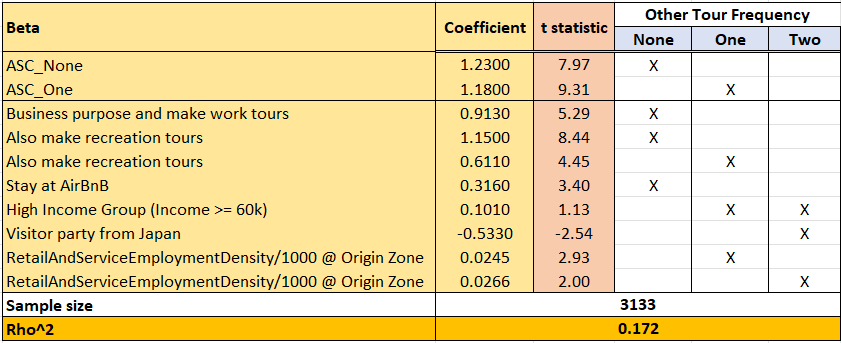 Beta Coefficient t statistic Other Tour Frequency
None One Two
ASC_None 1.2300 7.97 X
ASC_One 1.1800 9.31 X
Business purpose and make work tours 0.9130 5.29 X
Also make recreation tours 1.1500 8.44 X
Also make recreation tours 0.6110 4.45 X
Stay at AirBnB 0.3160 3.40 X
High Income Group (Income >= 60k) 0.1010 1.13 X X
Visitor party from Japan -0.5330 -2.54 X
RetailAndServiceEmploymentDensity/1000 @ Origin Zone 0.0245 2.93 X
RetailAndServiceEmploymentDensity/1000 @ Origin Zone 0.0266 2.00 X
Sample size 3133
Rho^2 0.172